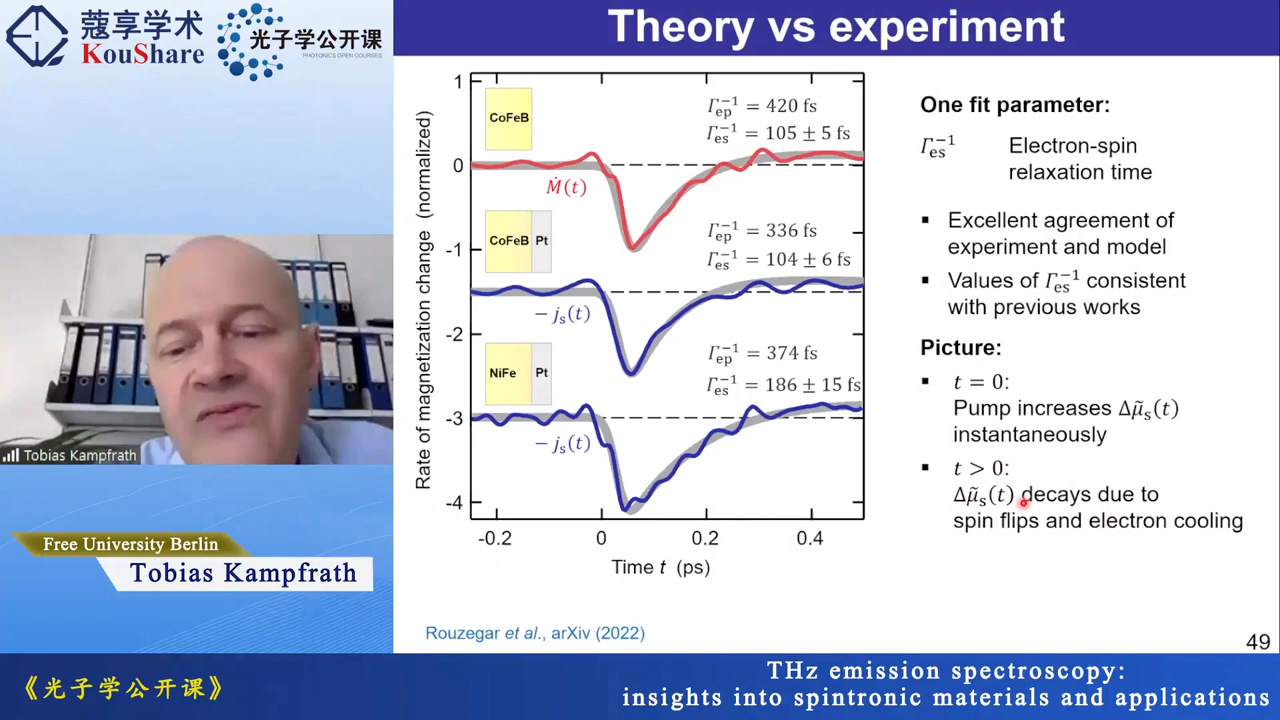 蔻享学术
KouShare
光子学公开课
PHOTONICS OPEN COURSES
Theory vs experiment
Rate of magnetization change (normalized)
1
0
-1
-2
-3
-4
-0.2
0
0.2
0.4
Time t (ps)
CoFeB
Γep⁻¹ = 420 fs
Γes⁻¹ = 105 ± 5 fs
Ṁ(t)
CoFeB Pt
Γep⁻¹ = 336 fs
Γes⁻¹ = 104 ± 6 fs
− js(t)
NiFe Pt
Γep⁻¹ = 374 fs
Γes⁻¹ = 186 ± 15 fs
− js(t)
One fit parameter:
Γes⁻¹ Electron-spin
relaxation time
▪ Excellent agreement of
experiment and model
▪ Values of Γes⁻¹ consistent
with previous works
Picture:
▪ t = 0:
Pump increases Δμ̃s(t)
instantaneously
▪ t > 0:
Δμ̃s(t) decays due to
spin flips and electron cooling
Rouzegar et al., arXiv (2022)
49
Tobias Kampfrath
Free University Berlin
Tobias Kampfrath
《光子学公开课》
THz emission spectroscopy:
insights into spintronic materials and applications